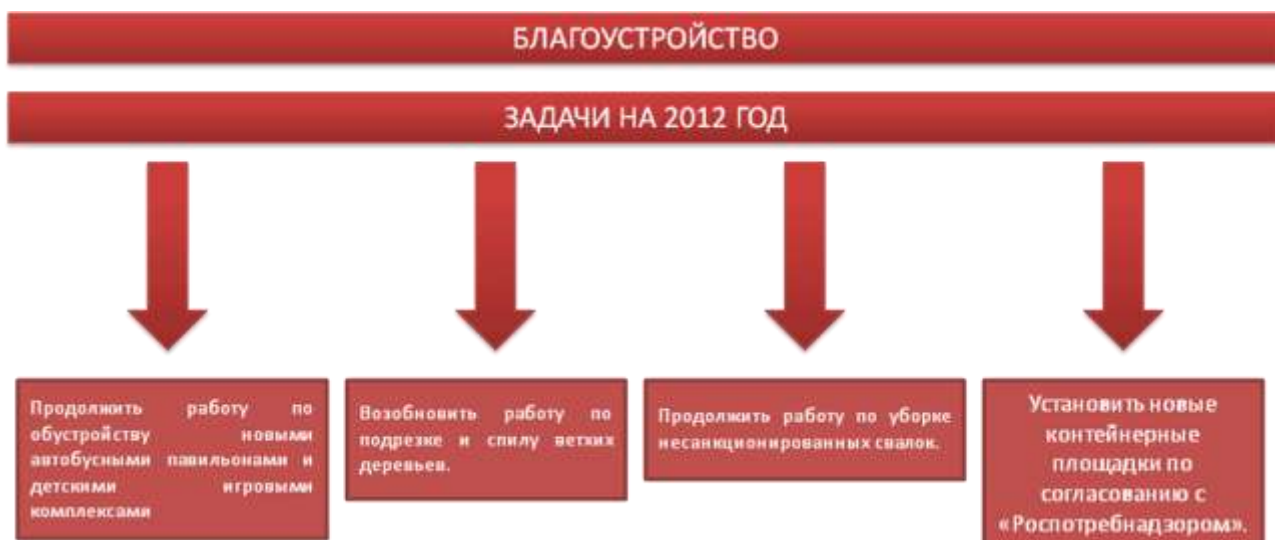 БЛАГОУСТРОЙСТВО
ЗАДАЧИ НА 2012 ГОД
Продолжить работу по
обустройству новыми
автобусными павильонами и
детскими игровыми
комплексами
Возобновить работу по
подрезке и спилу ветхих
деревьев.
Продолжить работу по уборке
несанкционированных свалок.
Установить новые
контейнерные
площадки по
согласованию с
«Роспотребнадзором».